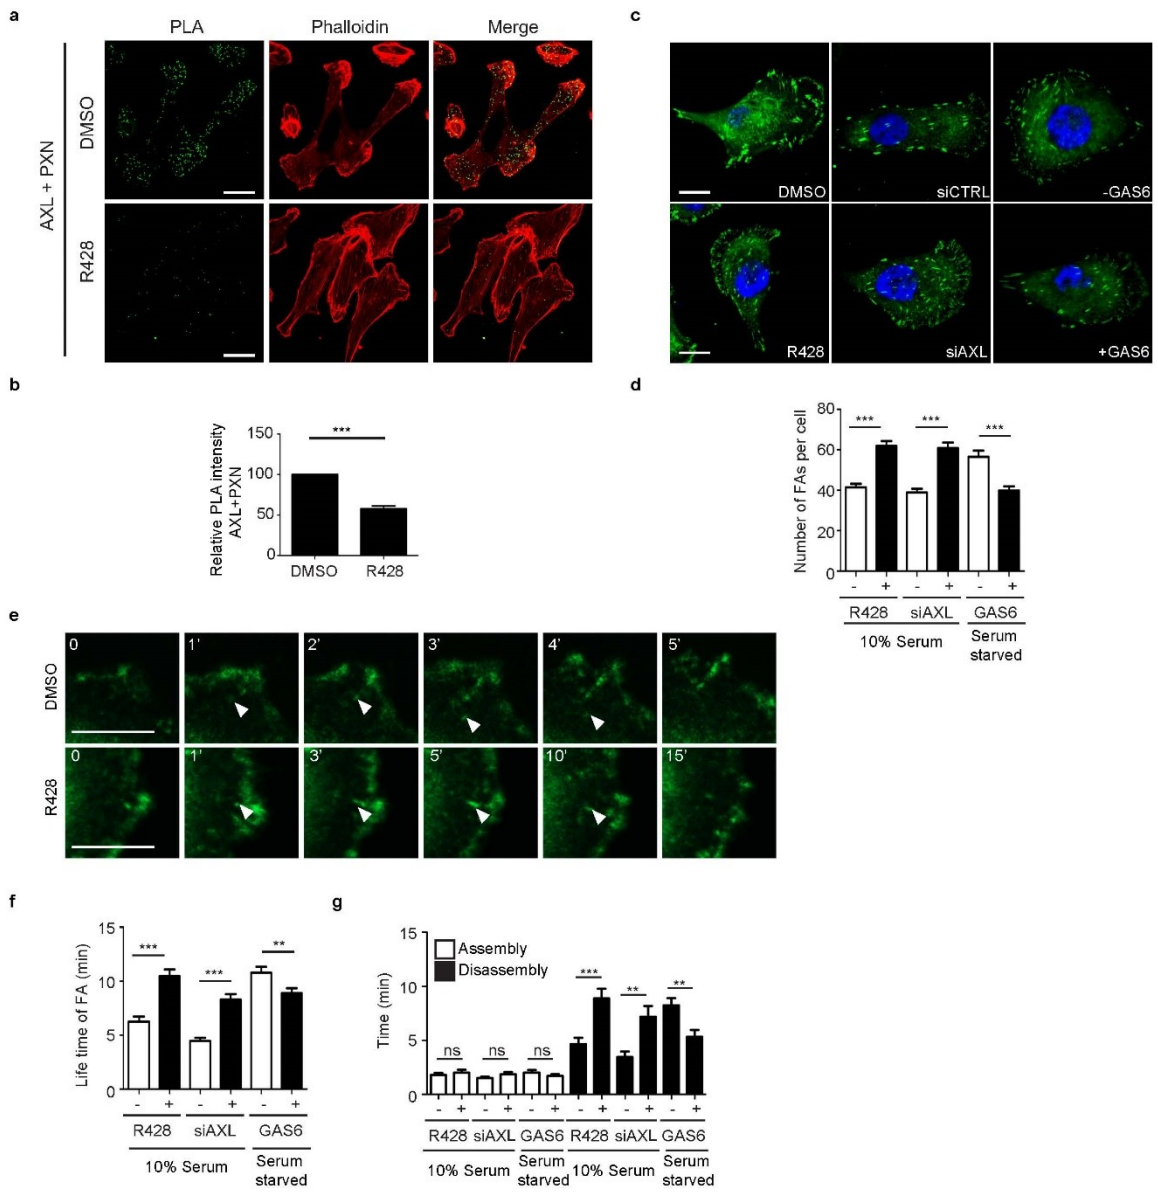 a
PLA Phalloidin Merge
AXL + PXN
DMSO
R428
b
Relative PLA intensity
AXL+PXN
150
100
50
0
***
DMSO R428
c
DMSO siCTRL -GAS6
R428 siAXL +GAS6
d
Number of FAs per cell
80
60
40
20
0
*** *** ***
- + - + - +
R428 siAXL GAS6
10% Serum Serum
starved
e
DMSO
0 1' 2' 3' 4' 5'
R428
0 1' 3' 5' 10' 15'
f
Life time of FA (min)
15
10
5
0
*** *** **
- + - + - +
R428 siAXL GAS6
10% Serum Serum
starved
g
Time (min)
15
10
5
0
Assembly
Disassembly
ns ns ns *** ** **
- + - + - + - + - + - +
R428 siAXL GAS6 R428 siAXL GAS6
10% Serum Serum
starved 10% Serum Serum
starved